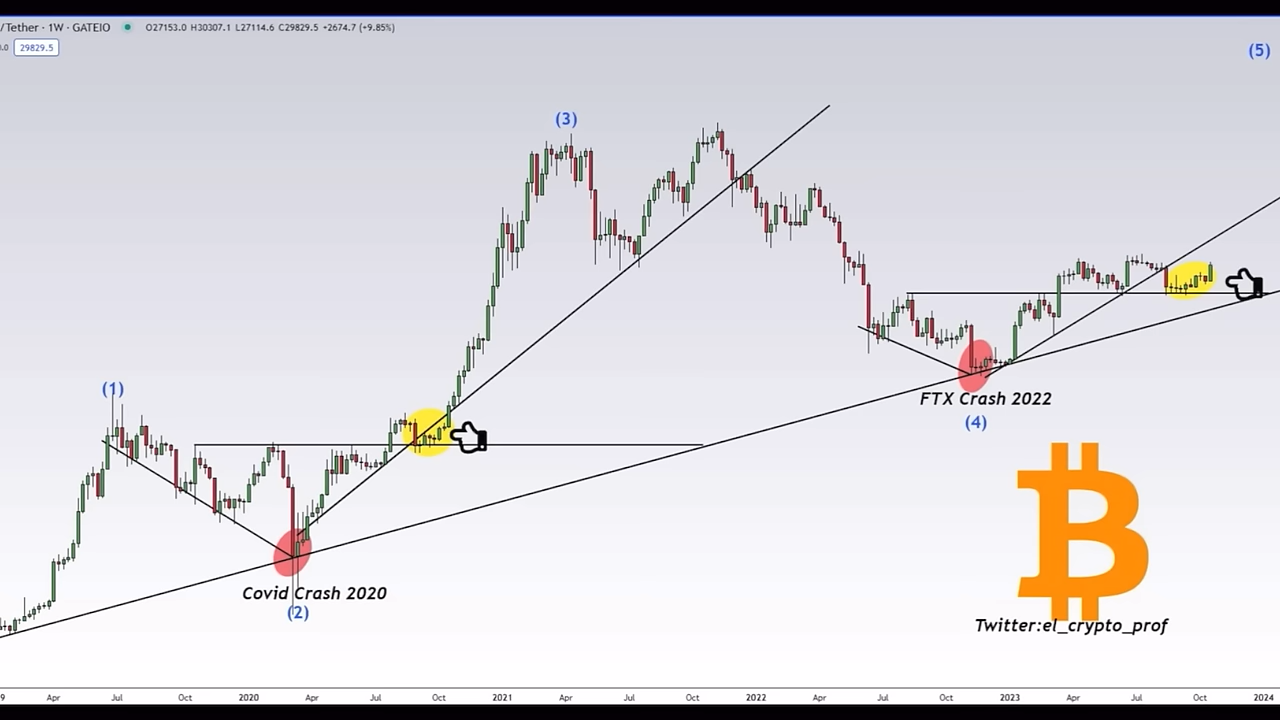 /Tether · 1W · GATEIO O27153.0 H30307.1 L27114.6 C29829.5 +2674.7 (+9.85%)
.0 29829.5
(5)
(3)
(1)
FTX Crash 2022
(4)
Covid Crash 2020
(2)
Twitter:el_crypto_prof
9 Apr Jul Oct 2020 Apr Jul Oct 2021 Apr Jul Oct 2022 Apr Jul Oct 2023 Apr Jul Oct 2024